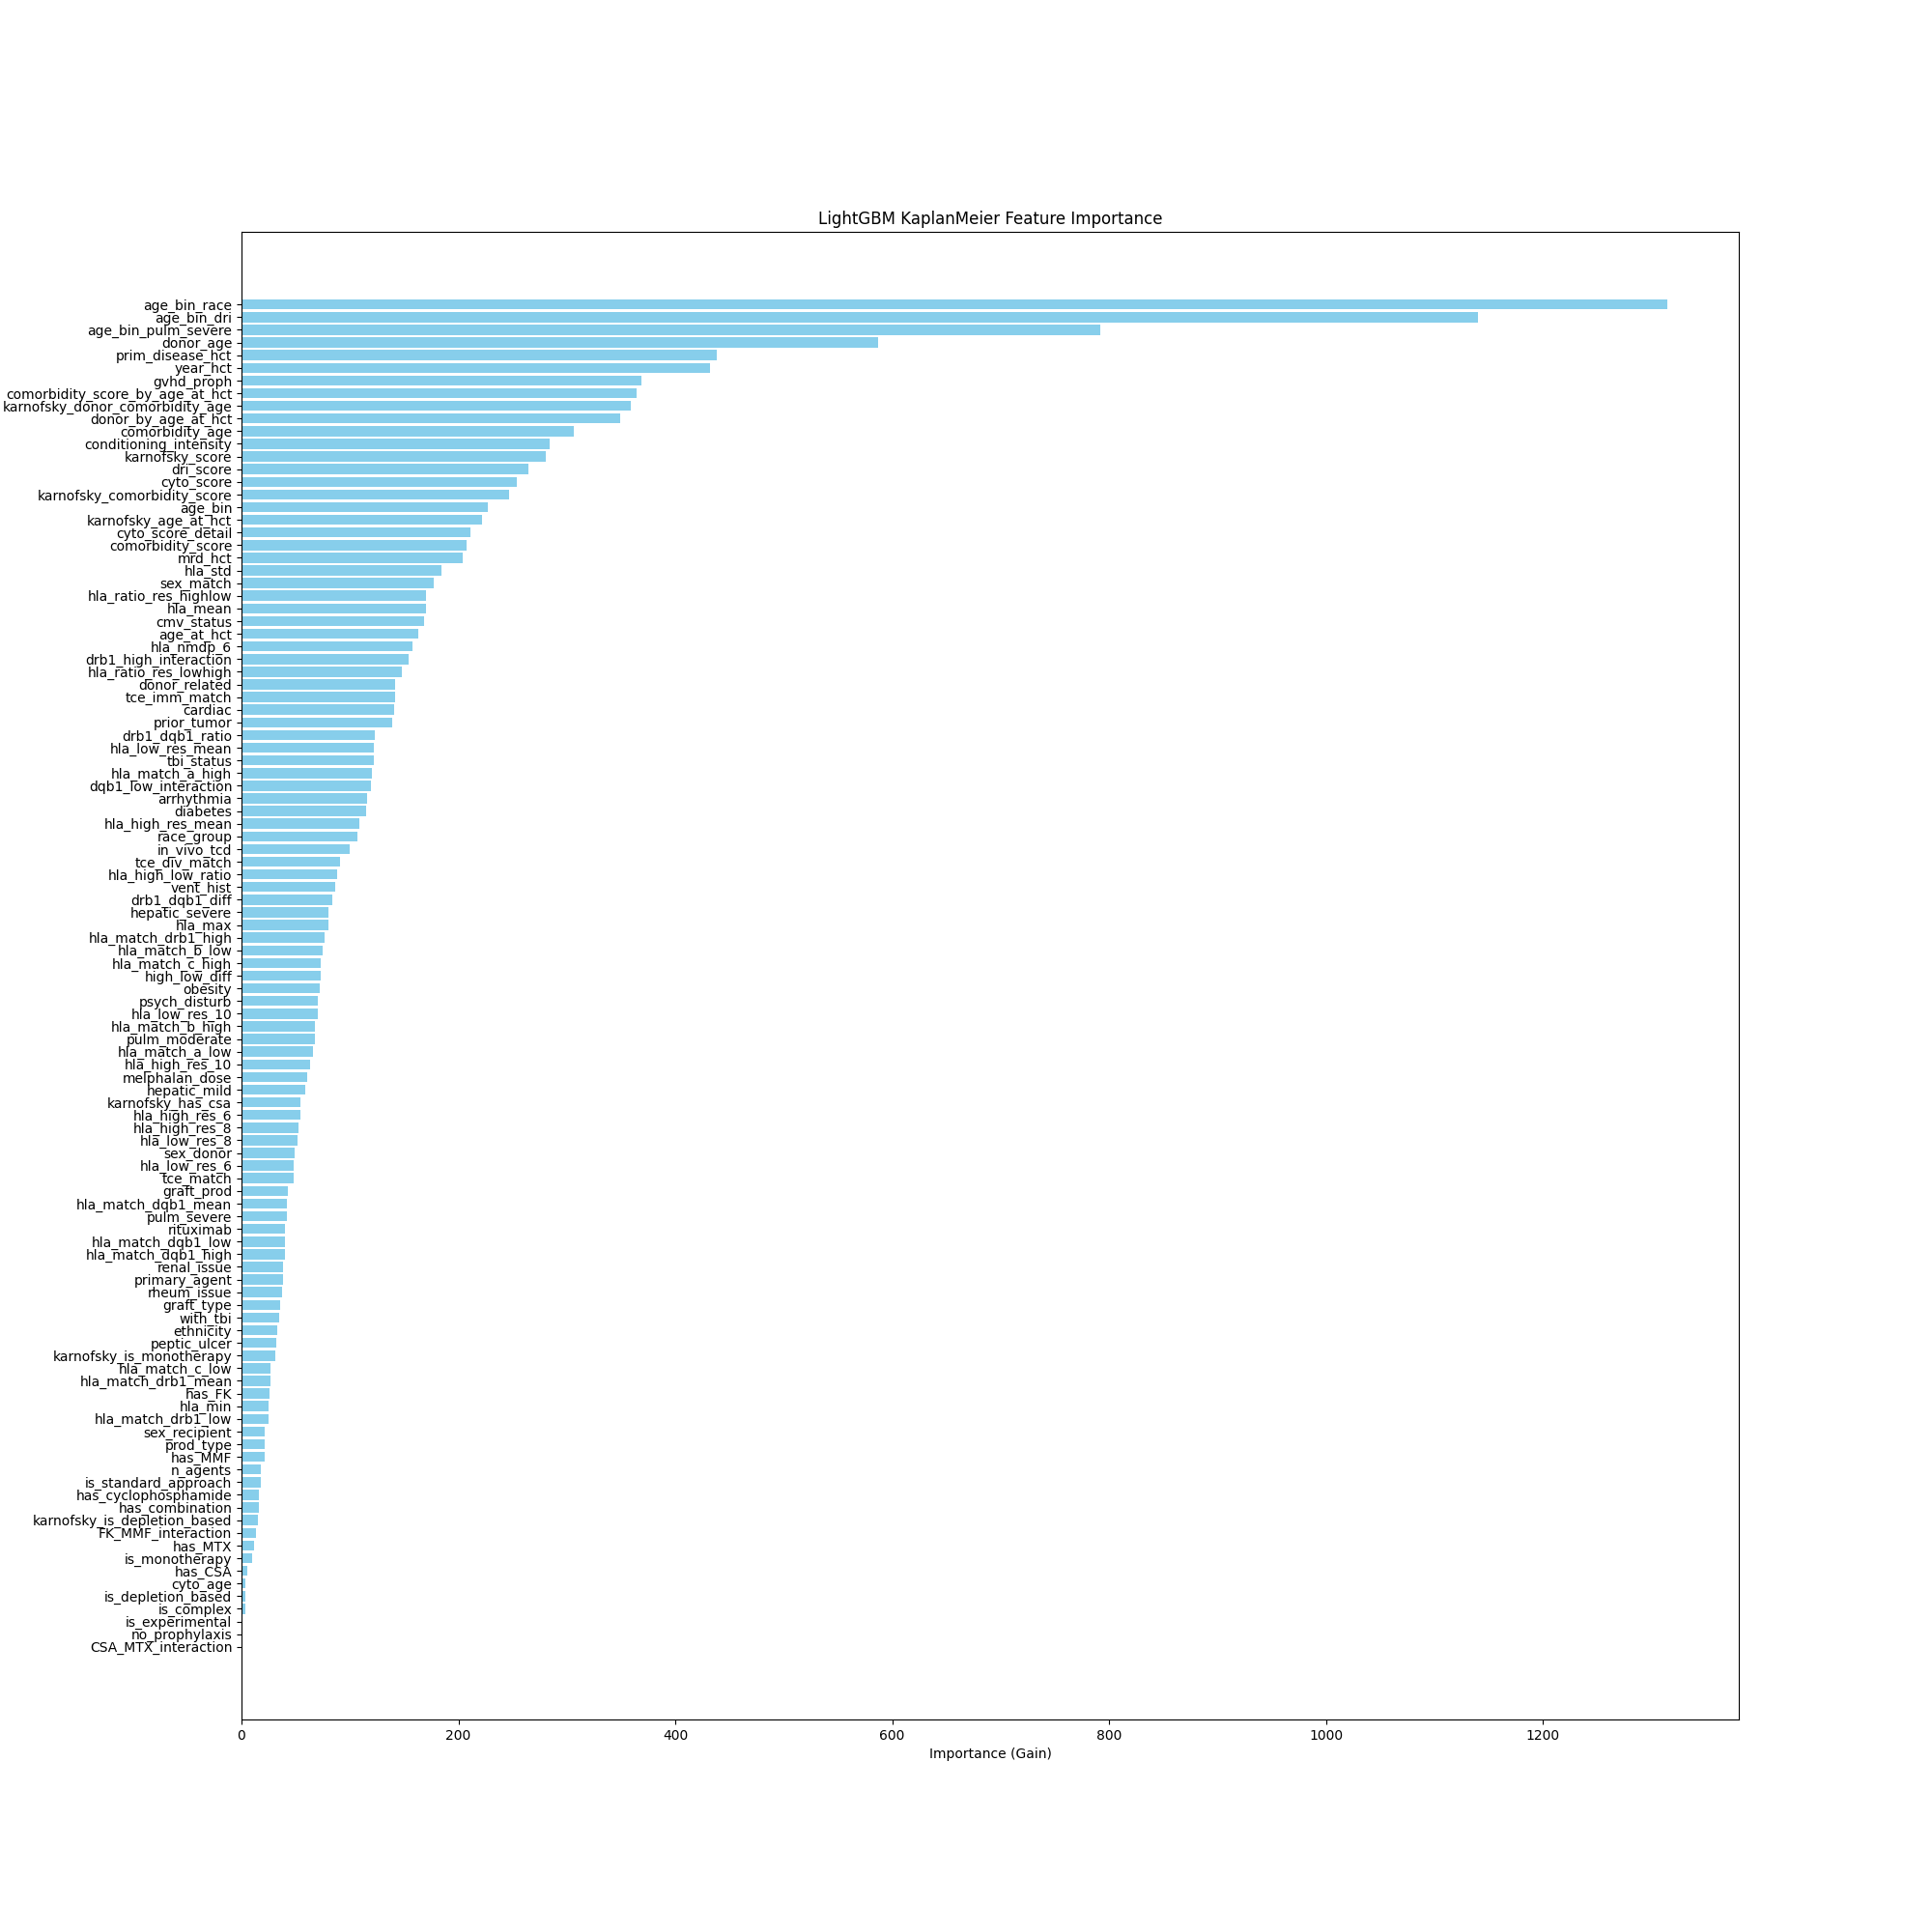 LightGBM KaplanMeier Feature Importance
age_bin_race
age_bin_dri
age_bin_pulm_severe
donor_age
prim_disease_hct
year_hct
gvhd_proph
comorbidity_score_by_age_at_hct
karnofsky_donor_comorbidity_age
donor_by_age_at_hct
comorbidity_age
conditioning_intensity
karnofsky_score
dri_score
cyto_score
karnofsky_comorbidity_score
age_bin
karnofsky_age_at_hct
cyto_score_detail
comorbidity_score
mrd_hct
hla_std
sex_match
hla_ratio_res_highlow
hla_mean
cmv_status
age_at_hct
hla_nmdp_6
drb1_high_interaction
hla_ratio_res_lowhigh
donor_related
tce_imm_match
cardiac
prior_tumor
drb1_dqb1_ratio
hla_low_res_mean
tbi_status
hla_match_a_high
dqb1_low_interaction
arrhythmia
diabetes
hla_high_res_mean
race_group
in_vivo_tcd
tce_div_match
hla_high_low_ratio
vent_hist
drb1_dqb1_diff
hepatic_severe
hla_max
hla_match_drb1_high
hla_match_b_low
hla_match_c_high
high_low_diff
obesity
psych_disturb
hla_low_res_10
hla_match_b_high
pulm_moderate
hla_match_a_low
hla_high_res_10
melphalan_dose
hepatic_mild
karnofsky_has_csa
hla_high_res_6
hla_high_res_8
hla_low_res_8
sex_donor
hla_low_res_6
tce_match
graft_prod
hla_match_dqb1_mean
pulm_severe
rituximab
hla_match_dqb1_low
hla_match_dqb1_high
renal_issue
primary_agent
rheum_issue
graft_type
with_tbi
ethnicity
peptic_ulcer
karnofsky_is_monotherapy
hla_match_c_low
hla_match_drb1_mean
has_FK
hla_min
hla_match_drb1_low
sex_recipient
prod_type
has_MMF
n_agents
is_standard_approach
has_cyclophosphamide
has_combination
karnofsky_is_depletion_based
FK_MMF_interaction
has_MTX
is_monotherapy
has_CSA
cyto_age
is_depletion_based
is_complex
is_experimental
no_prophylaxis
CSA_MTX_interaction
0 200 400 600 800 1000 1200
Importance (Gain)